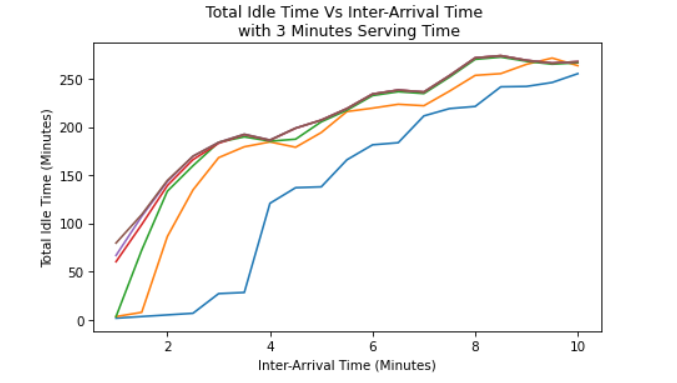 Total Idle Time Vs Inter-Arrival Time
with 3 Minutes Serving Time
Total Idle Time (Minutes)
250
200
150
100
50
0
2 4 6 8 10
Inter-Arrival Time (Minutes)